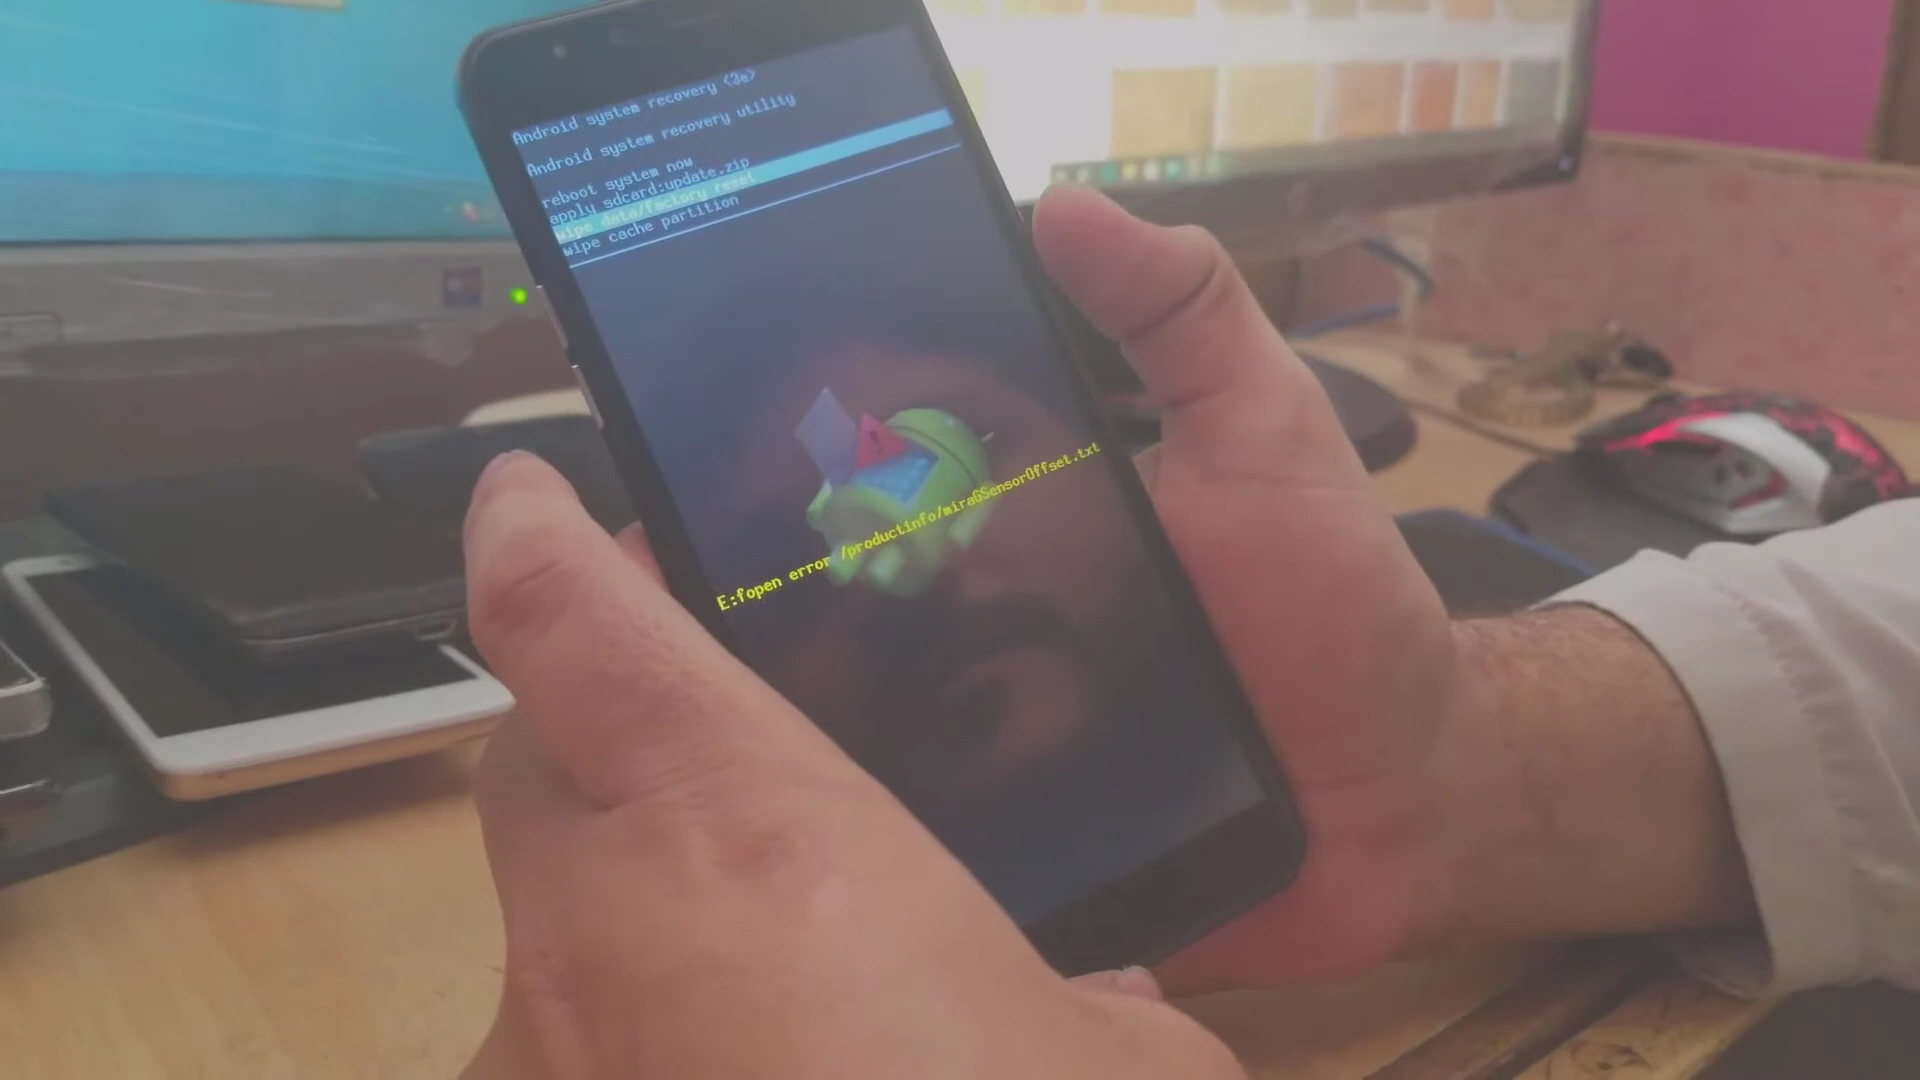 Android system recovery <3e>
Android system recovery utility
reboot system now
apply sdcard:update.zip
wipe data/factory reset
wipe cache partition
E:fopen error /productinfo/miraGSensorOffset.txt